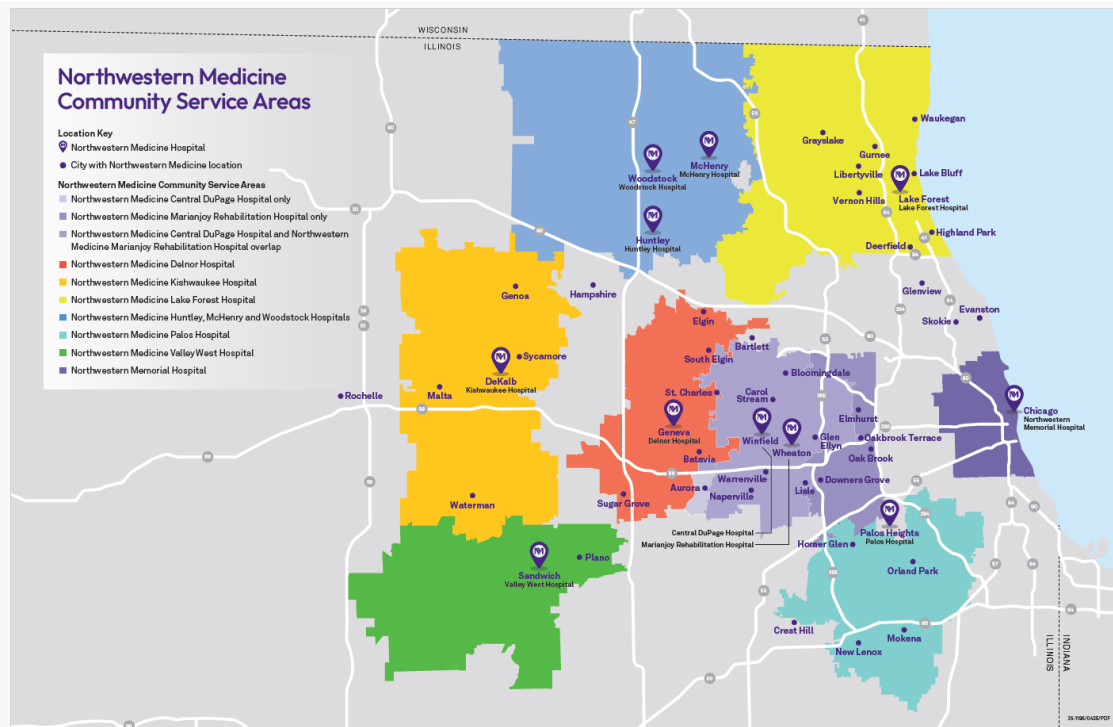 WISCONSIN
ILLINOIS
Northwestern Medicine
Community Service Areas
Location Key
Northwestern Medicine Hospital
City with Northwestern Medicine location
Northwestern Medicine Community Service Areas
Northwestern Medicine Central DuPage Hospital only
Northwestern Medicine Marianjoy Rehabilitation Hospital only
Northwestern Medicine Central DuPage Hospital and Northwestern
Medicine Marianjoy Rehabilitation Hospital overlap
Northwestern Medicine Delnor Hospital
Northwestern Medicine Kishwaukee Hospital
Northwestern Medicine Lake Forest Hospital
Northwestern Medicine Huntley, McHenry and Woodstock Hospitals
Northwestern Medicine Palos Hospital
Northwestern Medicine Valley West Hospital
Northwestern Memorial Hospital
Waukegan
Grayslake
Gurnee
McHenry
McHenry Hospital
Woodstock
Woodstock Hospital
Libertyville
Lake Bluff
Vernon Hills
Lake Forest
Lake Forest Hospital
Huntley
Huntley Hospital
Highland Park
Deerfield
Glenview
Genoa
Hampshire
Evanston
Skokie
Elgin
Bartlett
South Elgin
Sycamore
DeKalb
Kishwaukee Hospital
Bloomingdale
Malta
Rochelle
St. Charles
Carol
Stream
Elmhurst
Chicago
Northwestern
Memorial Hospital
Geneva
Delnor Hospital
Winfield
Wheaton
Glen
Ellyn
Oakbrook Terrace
Oak Brook
Batavia
Warrenville
Aurora
Naperville
Lisle
Downers Grove
Waterman
Sugar Grove
Central DuPage Hospital
Marianjoy Rehabilitation Hospital
Palos Heights
Palos Hospital
Homer Glen
Plano
Sandwich
Valley West Hospital
Orland Park
Crest Hill
Mokena
New Lenox
ILLINOIS
INDIANA
25-1196/0425/PDF